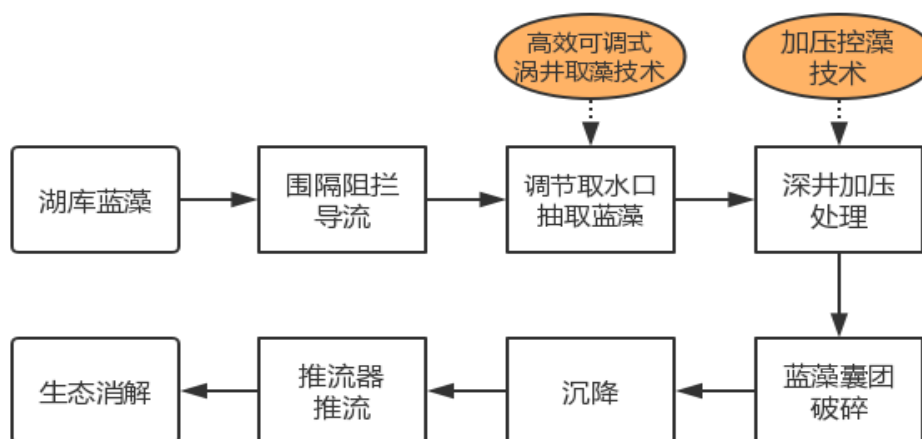 高效可调式
涡井取藻技术
加压控藻
技术
湖库蓝藻
围隔阻拦
导流
调节取水口
抽取蓝藻
深井加压
处理
生态消解
推流器
推流
沉降
蓝藻囊团
破碎